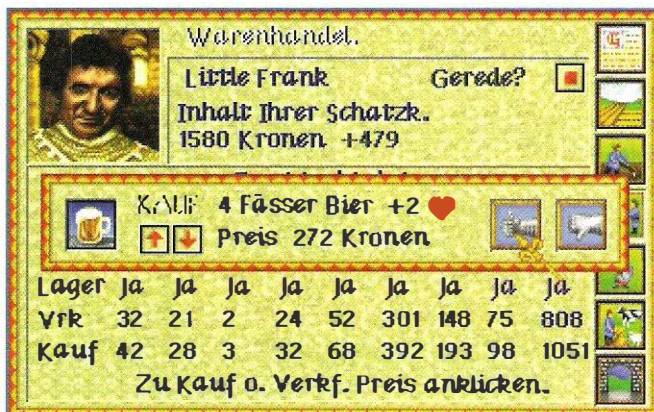 Warenhandel.
Little Frank Gerede?
Inhalt Ihrer Schatzk.
1580 Kronen +479
KAUF 4 Fässer Bier +2
Preis 272 Kronen
Lager Ja Ja Ja Ja Ja Ja Ja Ja Ja
Vrk 32 21 2 24 52 301 148 75 808
Kauf 42 28 3 32 68 392 193 98 1051
Zu Kauf o. Verkf. Preis anklicken.